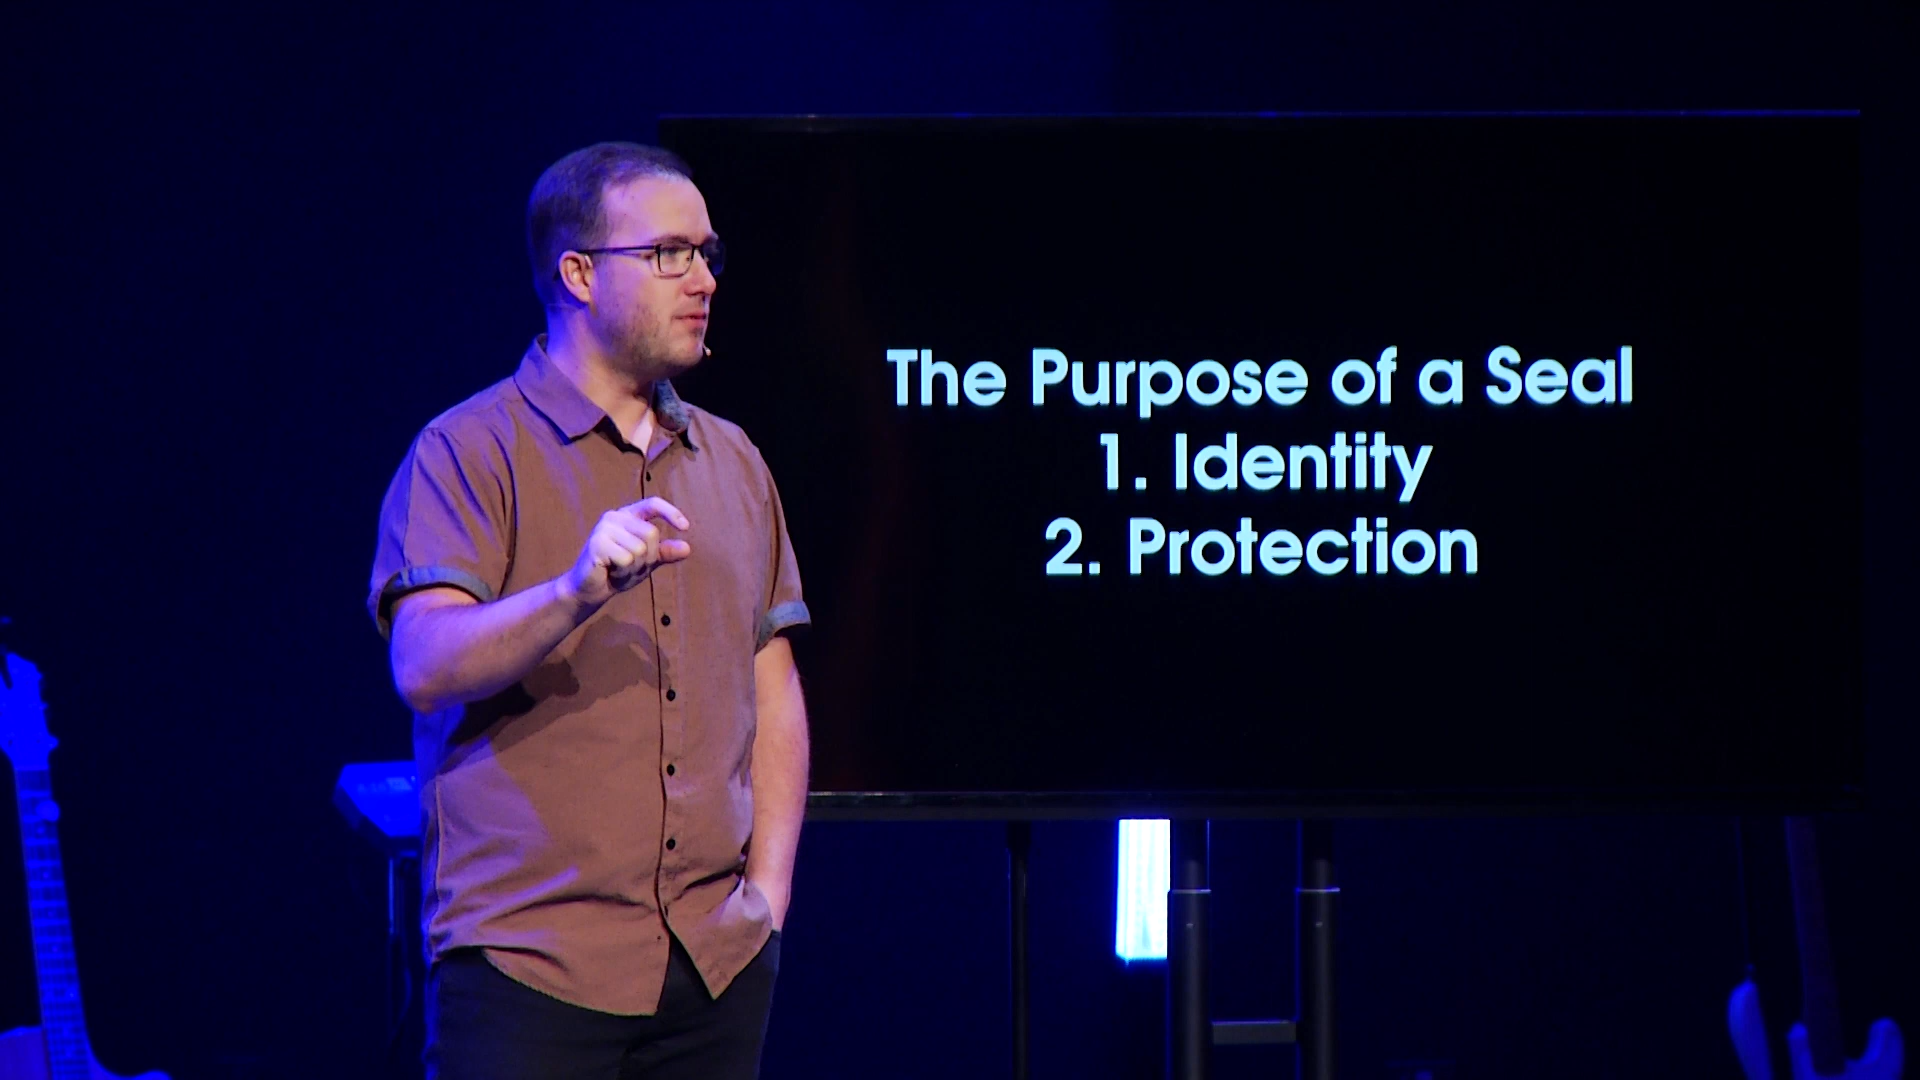 The Purpose of a Seal
1. Identity
2. Protection